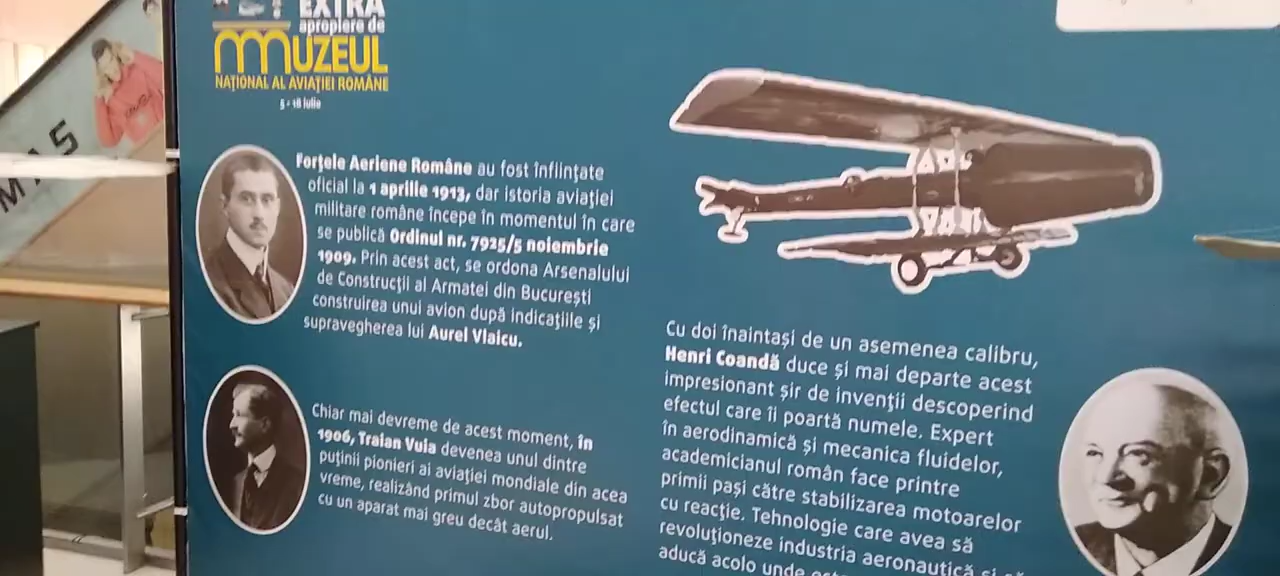 EXTRA
apropiere de
MUZEUL
NAȚIONAL AL AVIAȚIEI ROMÂNE
5 - 18 iulie
Forțele Aeriene Române au fost înființate
oficial la 1 aprilie 1913, dar istoria aviației
militare române începe în momentul în care
se publică Ordinul nr. 7925/5 noiembrie
1909. Prin acest act, se ordona Arsenalului
de Construcții al Armatei din București
construirea unui avion după indicațiile și
supravegherea lui Aurel Vlaicu.
Chiar mai devreme de acest moment, în
1906, Traian Vuia devenea unul dintre
puținii pionieri ai aviației mondiale din acea
vreme, realizând primul zbor autopropulsat
cu un aparat mai greu decât aerul.
Cu doi înaintași de un asemenea calibru,
Henri Coandă duce și mai departe acest
impresionant șir de invenții descoperind
efectul care îi poartă numele. Expert
în aerodinamică și mecanica fluidelor,
academicianul român face printre
primii pași către stabilizarea motoarelor
cu reacție. Tehnologie care avea să
revoluționeze industria aeronautică și
aducă acolo unde